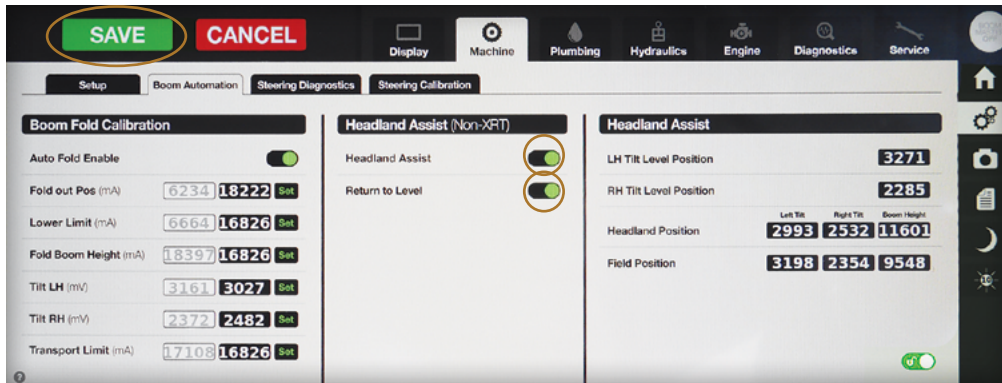 SAVE CANCEL
Display Machine Plumbing Hydraulics Engine Diagnostics Service
Setup Boom Automation Steering Diagnostics Steering Calibration
Boom Fold Calibration
Auto Fold Enable
Fold out Pos (mA) 6234 18222 Set
Lower Limit (mA) 6664 16826 Set
Fold Boom Height (mA) 18397 16826 Set
Tilt LH (mV) 3161 3027 Set
Tilt RH (mV) 2372 2482 Set
Transport Limit (mA) 17108 16826 Set
Headland Assist (Non-XRT)
Headland Assist
Return to Level
Headland Assist
LH Tilt Level Position 3271
RH Tilt Level Position 2285
Left Tilt Right Tilt Boom Height
Headland Position 2993 2532 11601
Field Position 3198 2354 9548